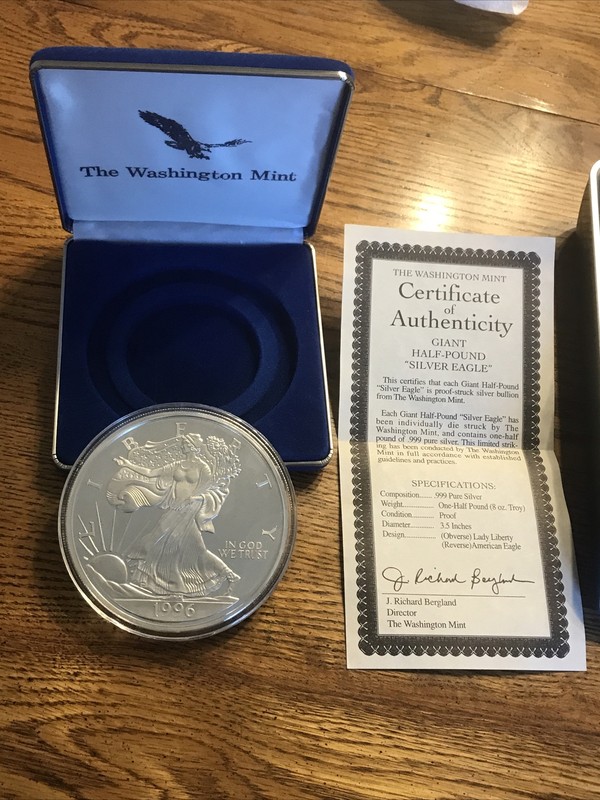 The Washington Mint
THE WASHINGTON MINT
Certificate
of
Authenticity
GIANT
HALF-POUND
"SILVER EAGLE"
This certifies that each Giant Half-Pound
"Silver Eagle" is proof-struck silver bullion
from The Washington Mint.
Each Giant Half-Pound "Silver Eagle" has
been individually die struck by The
Washington Mint, and contains one-half
pound of .999 pure silver. This limited strik-
ing has been conducted by The Washington
Mint in full accordance with established
guidelines and practices.
SPECIFICATIONS:
Composition...... .999 Pure Silver
Weight............ One-Half Pound (8 oz. Troy)
Condition......... Proof
Diameter.......... 3.5 Inches
Design............ (Obverse) Lady Liberty
(Reverse) American Eagle
J. Richard Bergland
J. Richard Bergland
Director
The Washington Mint
LIBERTY
IN GOD
WE TRUST
1996